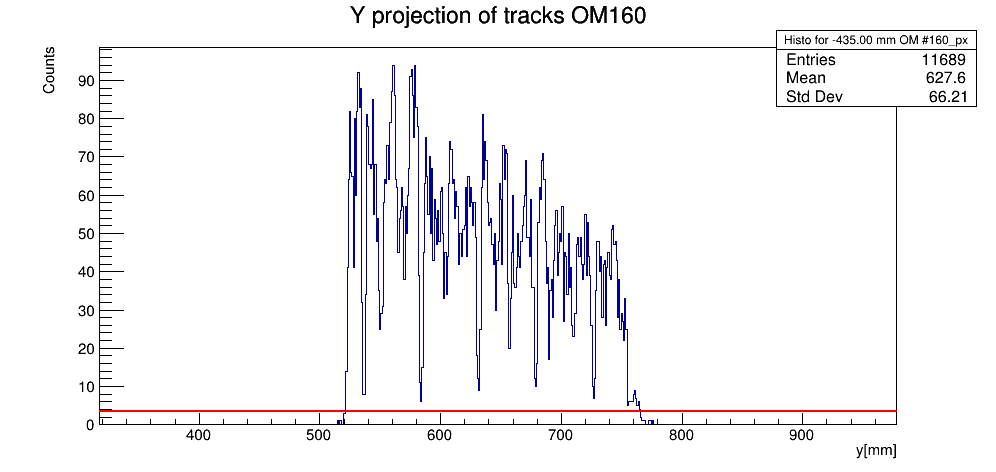 Y projection of tracks OM160
Histo for -435.00 mm OM #160_px
Entries 11689
Mean 627.6
Std Dev 66.21
Counts
90
80
70
60
50
40
30
20
10
0
400 500 600 700 800 900
y[mm]